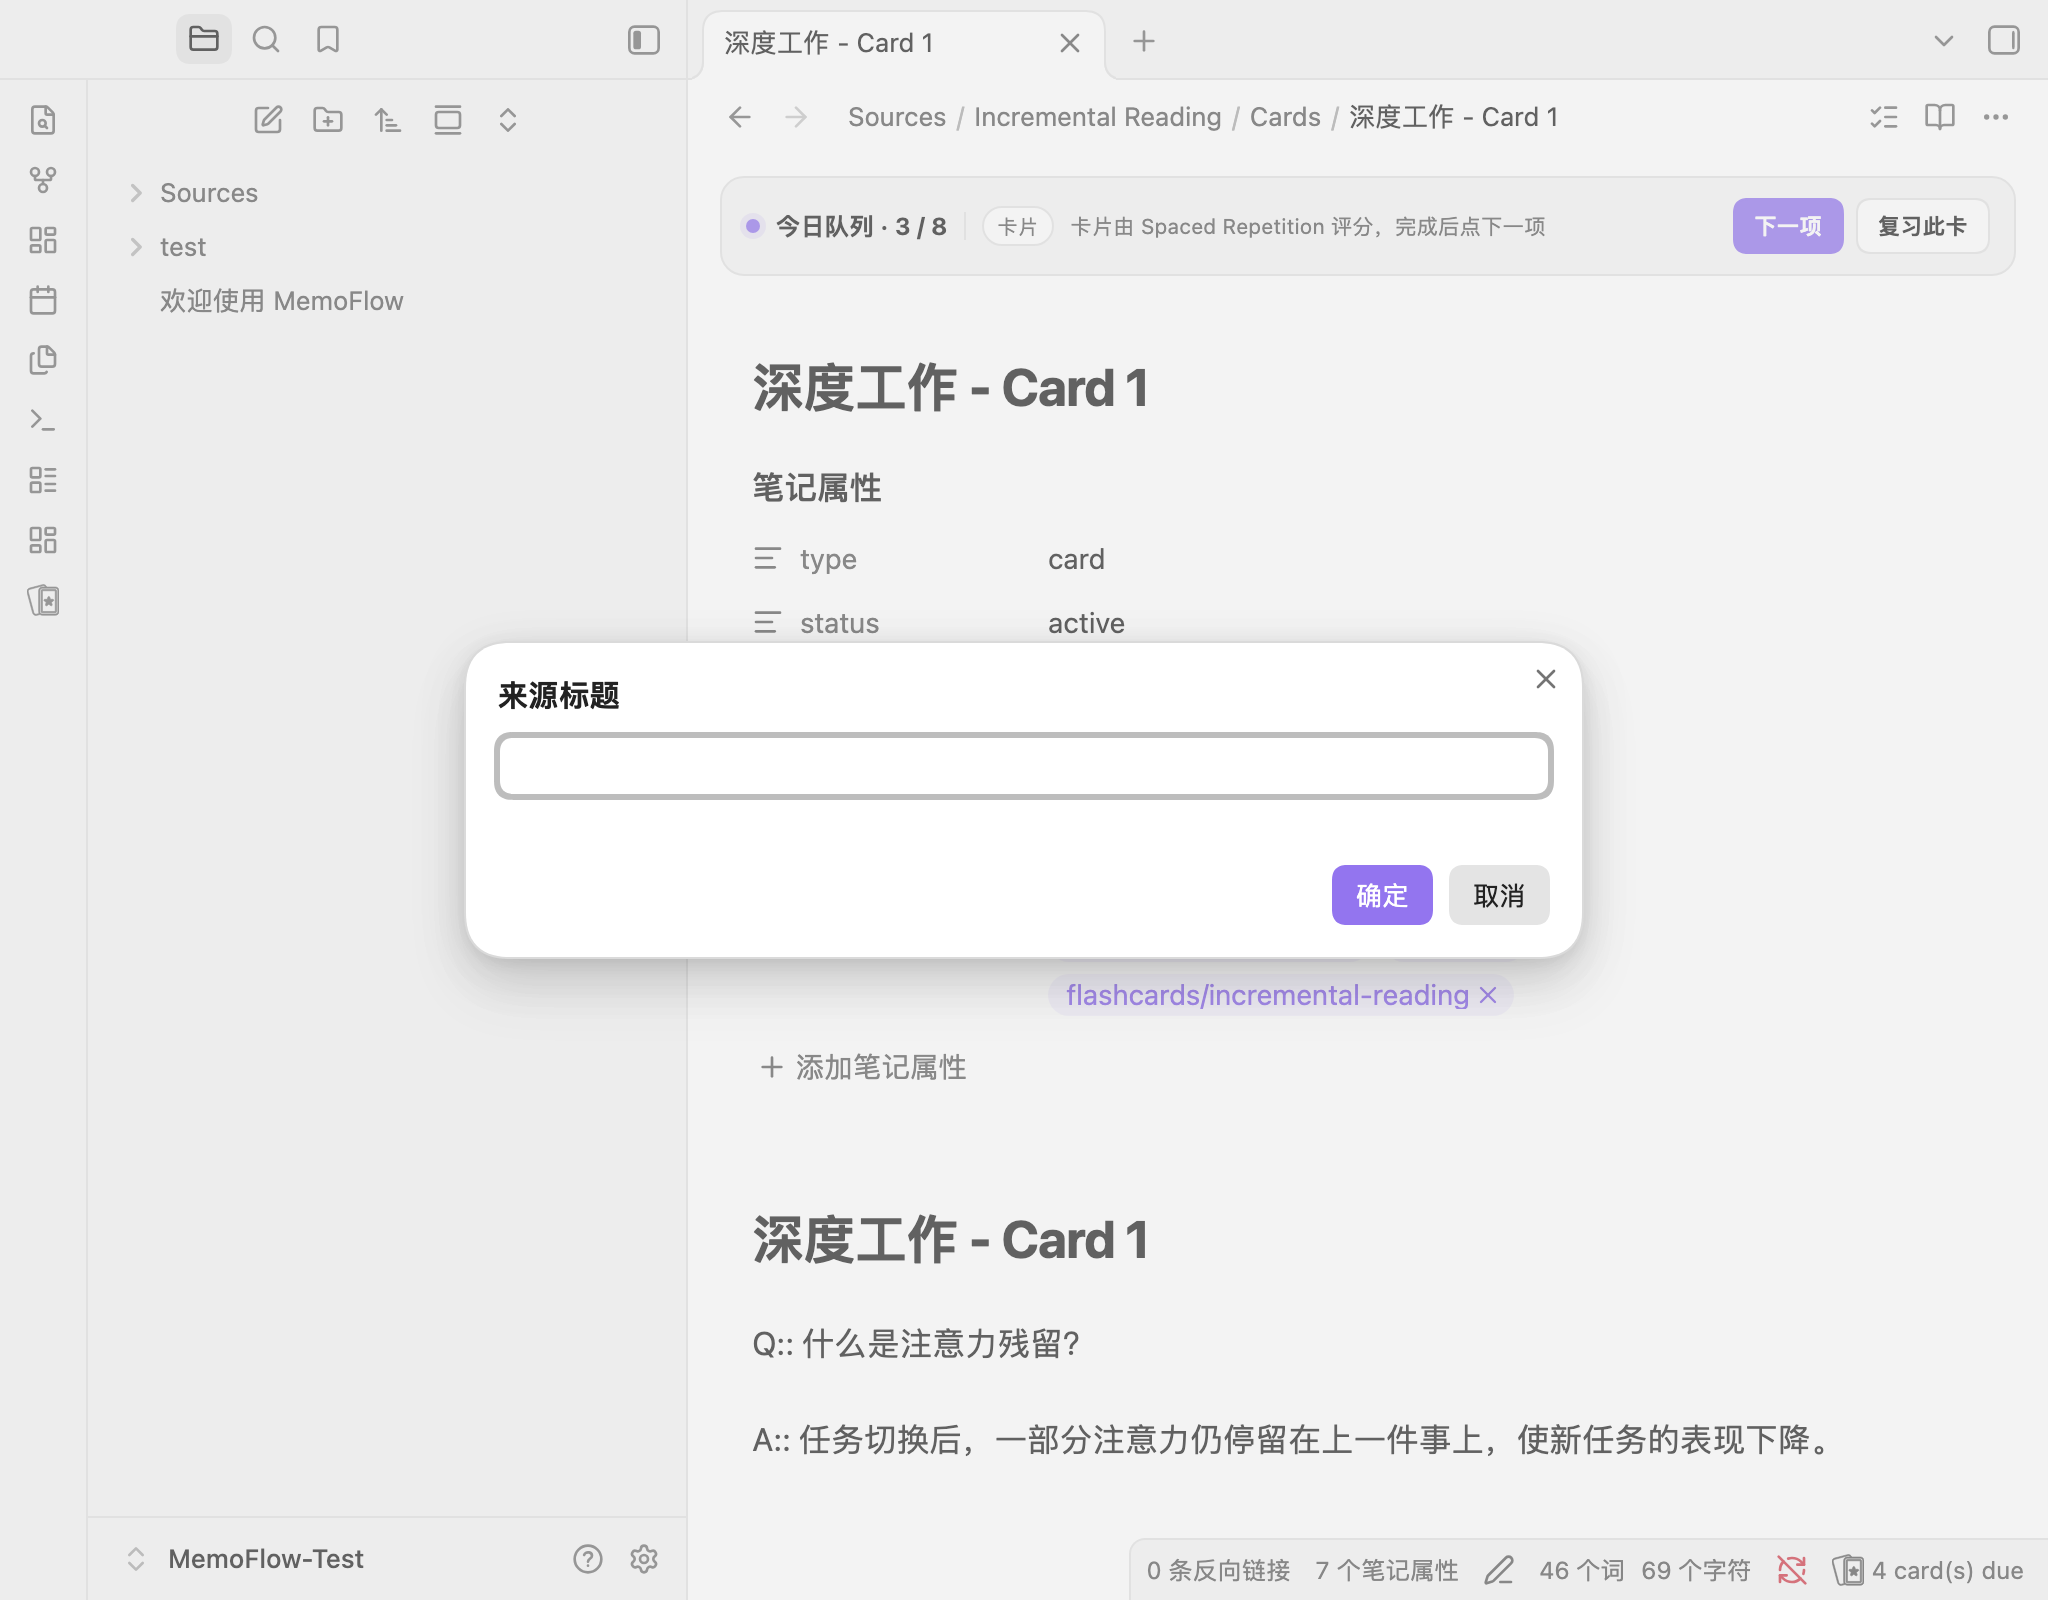 深度工作 - Card 1
Sources / Incremental Reading / Cards / 深度工作 - Card 1
Sources
test
欢迎使用 MemoFlow
今日队列 · 3 / 8
卡片
卡片由 Spaced Repetition 评分，完成后点下一项
下一项
复习此卡
深度工作 - Card 1
笔记属性
type card
status active
来源标题
确定
取消
flashcards/incremental-reading
添加笔记属性
深度工作 - Card 1
Q:: 什么是注意力残留？
A:: 任务切换后，一部分注意力仍停留在上一件事上，使新任务的表现下降。
MemoFlow-Test
0 条反向链接 7 个笔记属性 46 个词 69 个字符 4 card(s) due